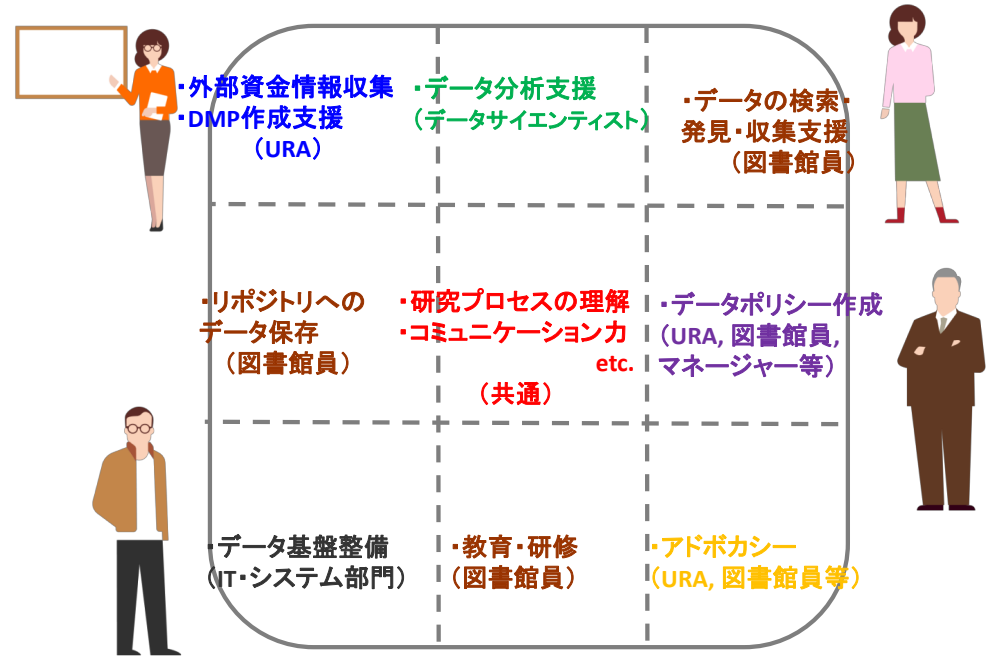 ・外部資金情報収集
・DMP作成支援
（URA）
・データ分析支援
（データサイエンティスト）
・データの検索・
発見・収集支援
（図書館員）
・リポジトリへの
データ保存
（図書館員）
・研究プロセスの理解
・コミュニケーション力
etc.
（共通）
・データポリシー作成
（URA, 図書館員,
マネージャー等）
・データ基盤整備
（IT・システム部門）
・教育・研修
（図書館員）
・アドボカシー
（URA, 図書館員等）